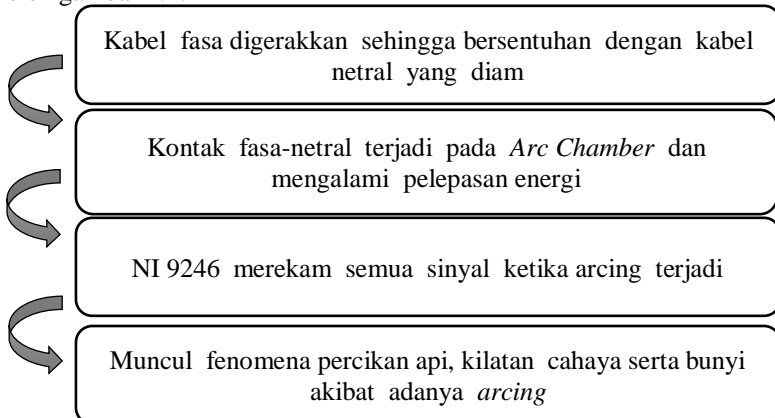 Kabel fasa digerakkan sehingga bersentuhan dengan kabel
netral yang diam
Kontak fasa-netral terjadi pada Arc Chamber dan
mengalami pelepasan energi
NI 9246 merekam semua sinyal ketika arcing terjadi
Muncul fenomena percikan api, kilatan cahaya serta bunyi
akibat adanya arcing